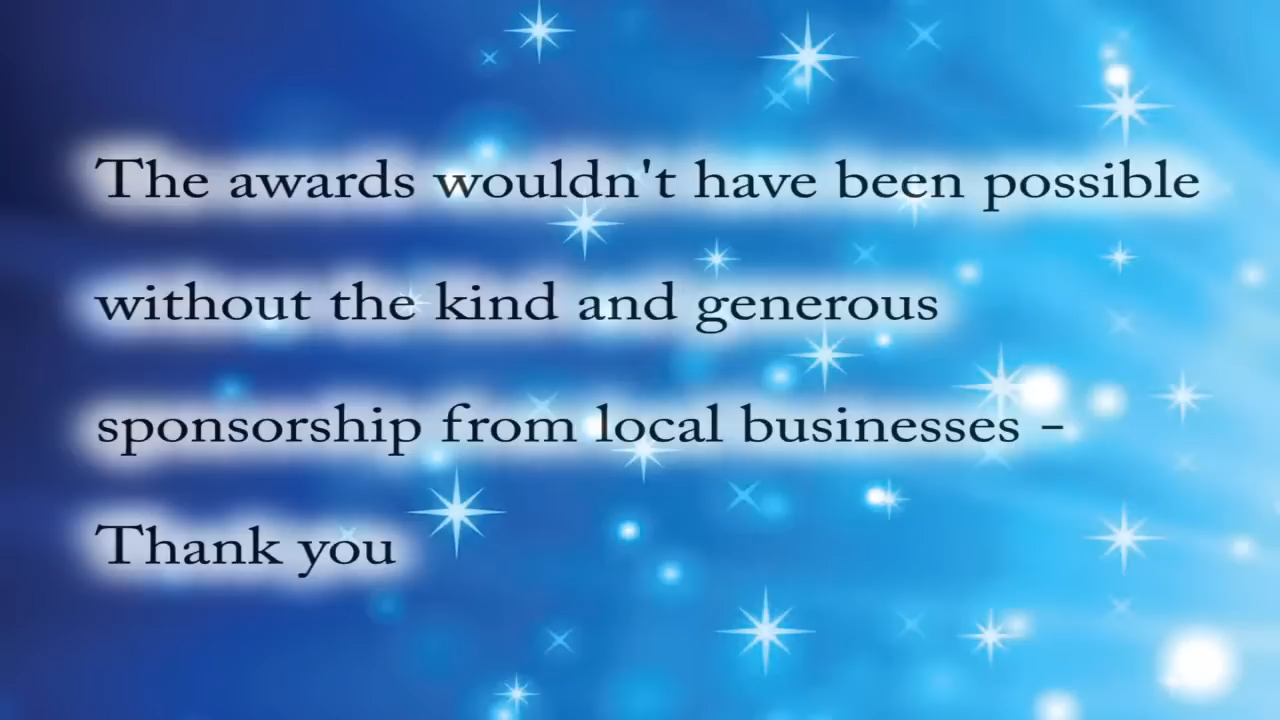 The awards wouldn't have been possible
without the kind and generous
sponsorship from local businesses –
Thank you